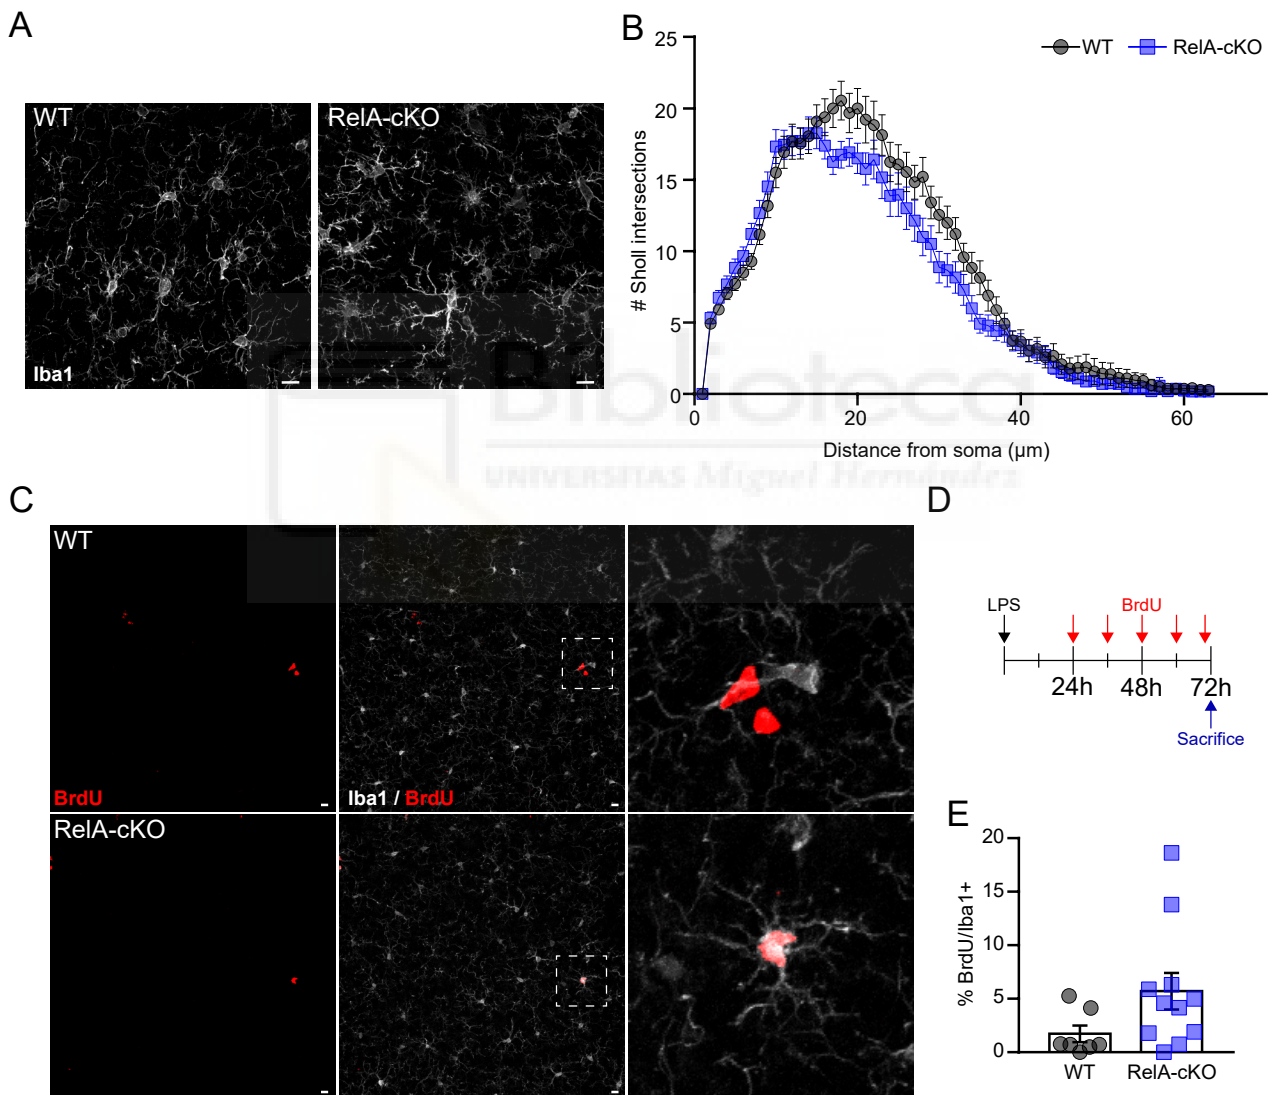 A
WT
RelA-cKO
Iba1
B
WT
RelA-cKO
# Sholl intersections
25
20
15
10
5
0
0
20
40
60
Distance from soma (µm)
Biblioteca
UNIVERSITAS Miguel Hernández
C
WT
BrdU
Iba1 / BrdU
RelA-cKO
D
LPS
BrdU
24h
48h
72h
Sacrifice
E
% BrdU/Iba1+
20
15
10
5
0
WT
RelA-cKO